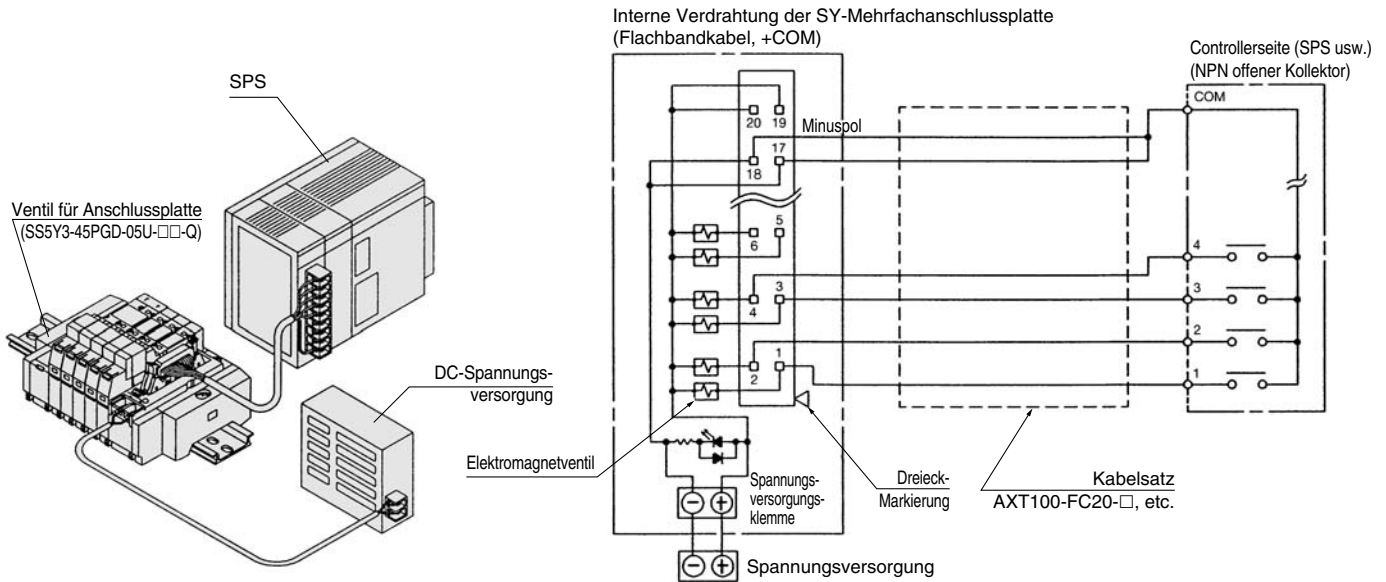 Interne Verdrahtung der SY-Mehrfachanschlussplatte
(Flachbandkabel, +COM)
SPS
Ventil für Anschlussplatte
(SS5Y3-45PGD-05U-□□-Q)
DC-Spannungs-
versorgung
Controllerseite (SPS usw.)
(NPN offener Kollektor)
COM
20 19
Minuspol
17
18
5
6
3
4
1
2
4
3
2
1
Elektromagnetventil
Spannungs-
versorgungs-
klemme
Dreieck-
Markierung
Kabelsatz
AXT100-FC20-□, etc.
− +
− +
Spannungsversorgung